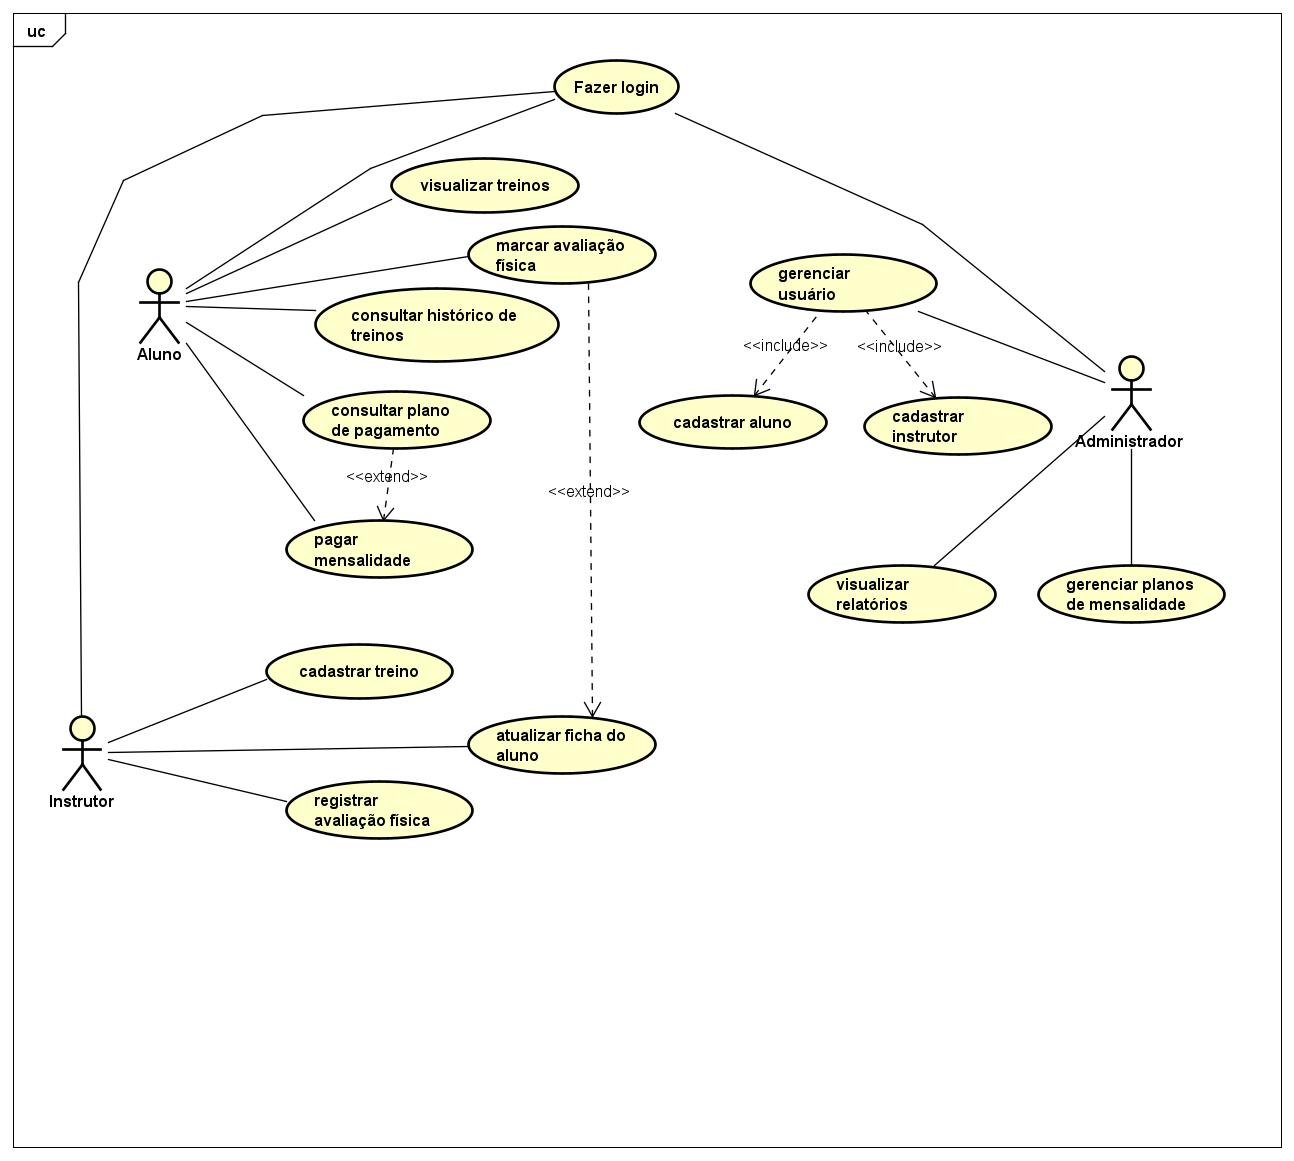 uc
Fazer login
visualizar treinos
marcar avaliação
física
gerenciar
usuário
consultar histórico de
treinos
<<include>>
<<include>>
Aluno
consultar plano
de pagamento
cadastrar aluno
cadastrar
instrutor
Administrador
<<extend>>
<<extend>>
pagar
mensalidade
visualizar
relatórios
gerenciar planos
de mensalidade
cadastrar treino
atualizar ficha do
aluno
Instrutor
registrar
avaliação física